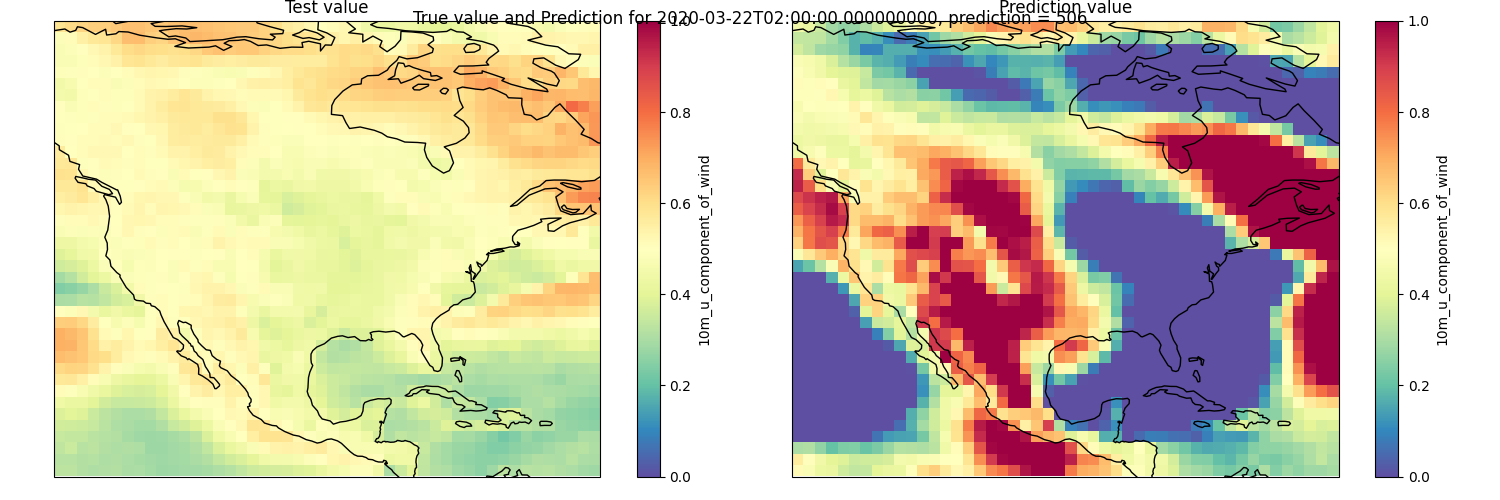 Test value
True value and Prediction for 2020-03-22T02:00:00.000000000, prediction = 506
Prediction value
1.0
0.8
0.6
0.4
0.2
0.0
10m_u_component_of_wind
1.0
0.8
0.6
0.4
0.2
0.0
10m_u_component_of_wind